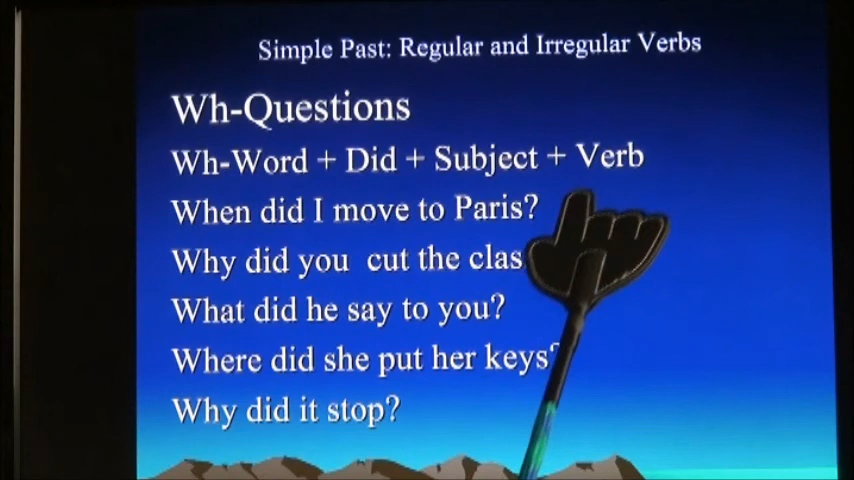 Simple Past: Regular and Irregular Verbs
Wh-Questions
Wh-Word + Did + Subject + Verb
When did I move to Paris?
Why did you cut the clas
What did he say to you?
Where did she put her keys?
Why did it stop?